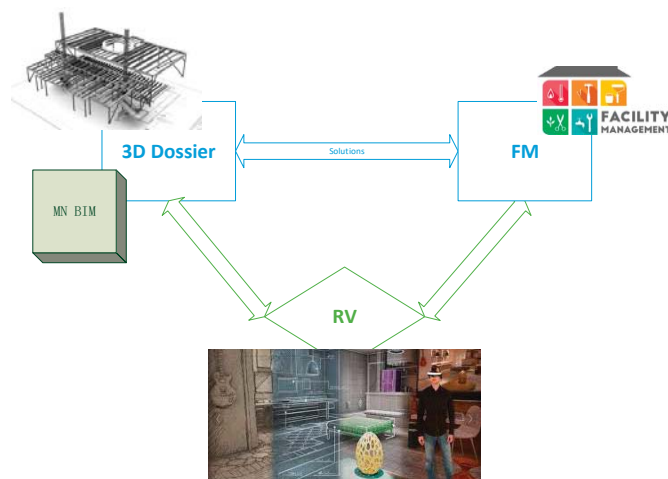 3D Dossier
Solutions
FM
FACILITY
MANAGEMENT
MN BIM
RV